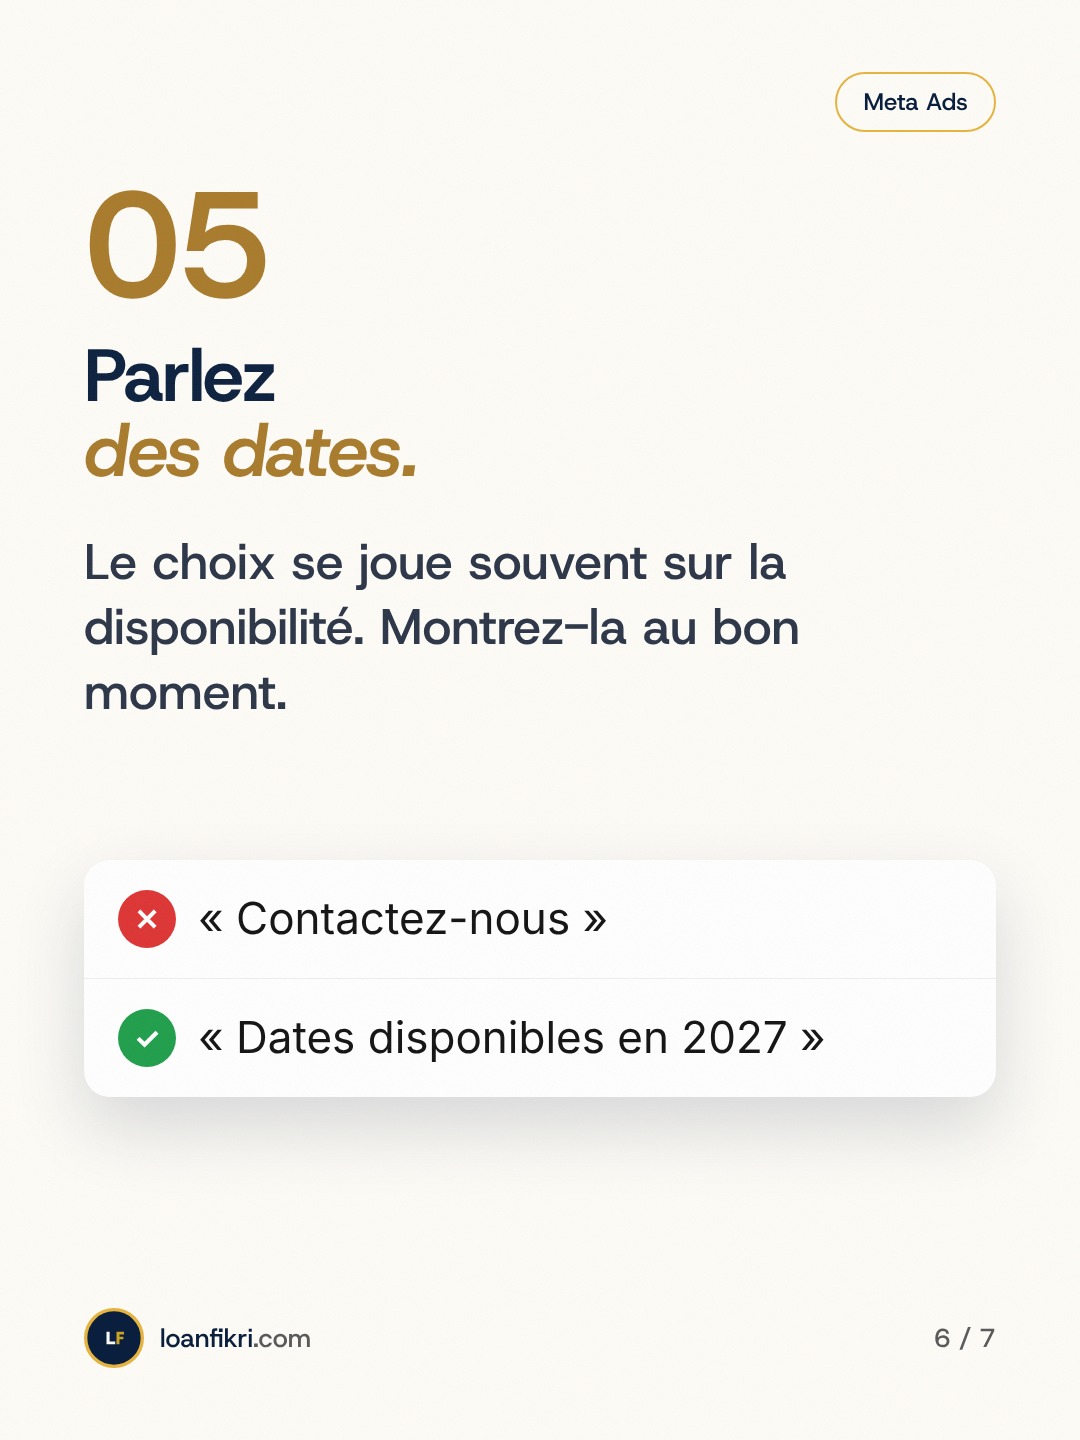 Meta Ads
05
Parlez
des dates.
Le choix se joue souvent sur la
disponibilité. Montrez-la au bon
moment.
« Contactez-nous »
« Dates disponibles en 2027 »
LF loanfikri.com
6 / 7